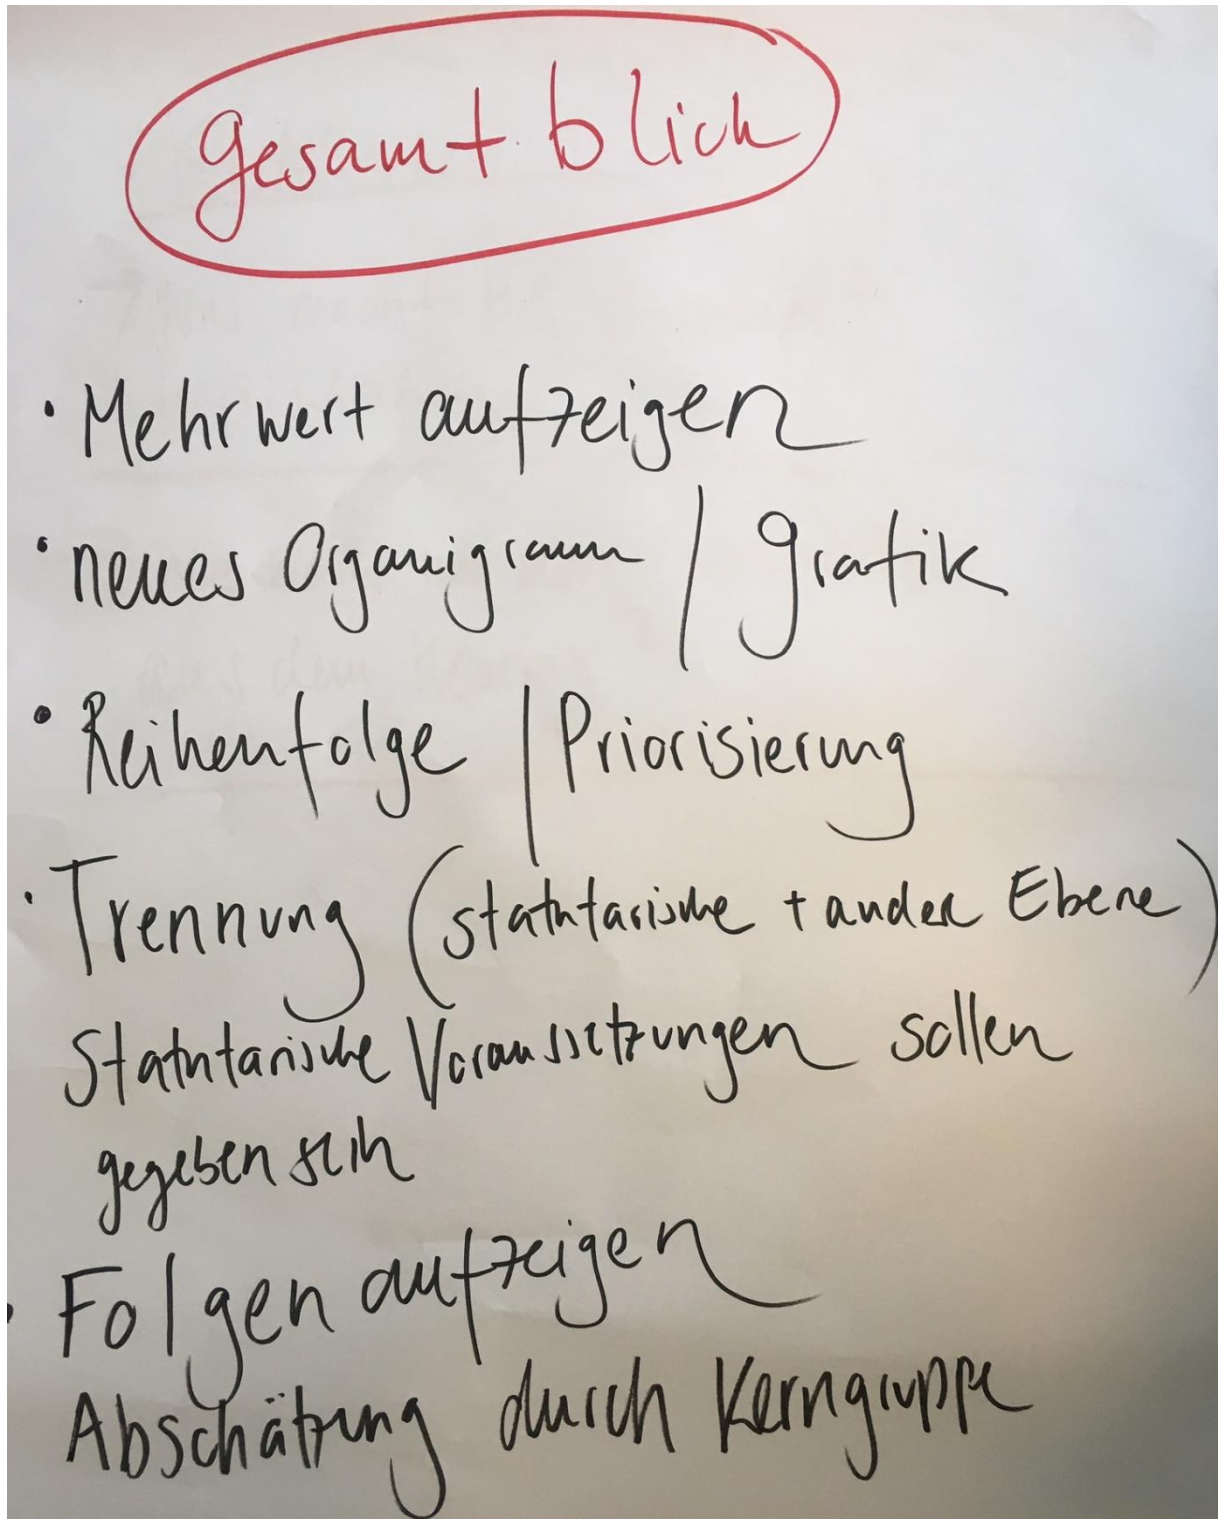 Gesamtblick
· Mehrwert aufzeigen
· neues Organigramm / Grafik
· Reihenfolge / Priorisierung
· Trennung (statutarische + andere Ebene)
Statutarische Voraussetzungen sollen
gegeben sein
· Folgen aufzeigen
Abschätzung durch Kerngruppe